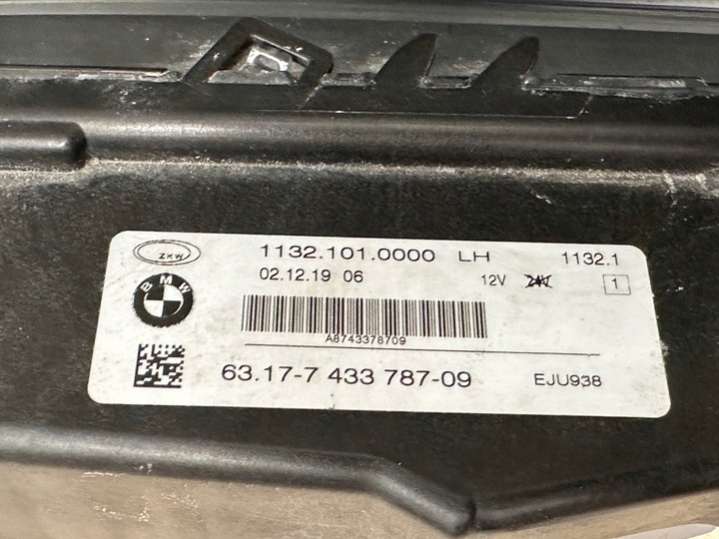 ZKW 1132.101.0000 LH 1132.1
02.12.19 06 12V 24V 1
BMW
A8743378709
63.17-7 433 787-09 EJU938